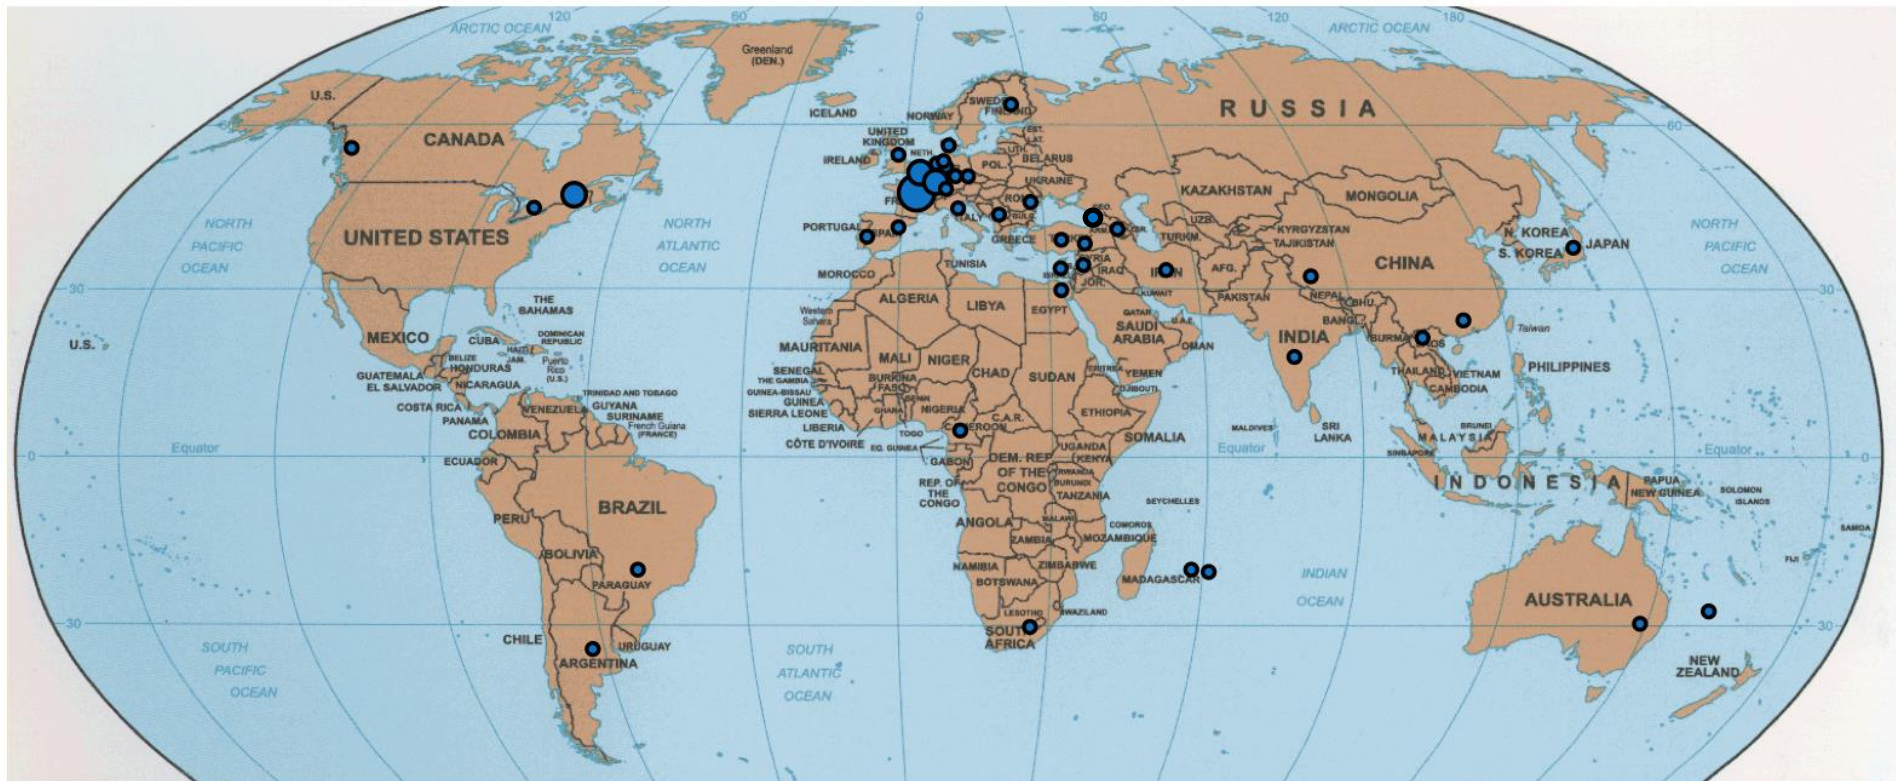 120
60
0
60
120
180
ARCTIC OCEAN
ARCTIC OCEAN
Greenland
(DEN.)
U.S.
ICELAND
NORWAY
SWED
FINLAND
RUSSIA
60
60
CANADA
UNITED
KINGDOM
IRELAND
NETH.
EST.
LAT.
LITH.
POL.
BELARUS
UKRAINE
KAZAKHSTAN
MONGOLIA
FR
ITALY
BULG.
GEO.
UZB.
KYRGYZSTAN
TAJIKISTAN
TURKM.
NORTH
PACIFIC
OCEAN
UNITED STATES
NORTH
ATLANTIC
OCEAN
PORTUGAL
GREECE
SYRIA
IRAQ
IRAN
AFG.
CHINA
N. KOREA
S. KOREA
JAPAN
NORTH
PACIFIC
OCEAN
MOROCCO
TUNISIA
JOR.
KUWAIT
PAKISTAN
NEPAL
BHU.
30
30
ALGERIA
LIBYA
EGYPT
Western
Sahara
QATAR
U.A.E.
SAUDI
ARABIA
OMAN
BANGL.
INDIA
BURMA
LAOS
Taiwan
THE
BAHAMAS
MEXICO
CUBA
DOMINICAN
REPUBLIC
HAITI
JAM.
Puerto
Rico
(U.S.)
U.S.
BELIZE
HONDURAS
GUATEMALA
EL SALVADOR
NICARAGUA
COSTA RICA
PANAMA
TRINIDAD AND TOBAGO
VENEZUELA
GUYANA
SURINAME
French Guiana
(FRANCE)
COLOMBIA
MAURITANIA
MALI
NIGER
CHAD
SUDAN
ERITREA
YEMEN
DJIBOUTI
SENEGAL
THE GAMBIA
GUINEA-BISSAU
GUINEA
SIERRA LEONE
LIBERIA
CÔTE D'IVOIRE
BURKINA
FASO
BENIN
GHANA
TOGO
NIGERIA
C.A.R.
CAMEROON
ETHIOPIA
SOMALIA
EQ. GUINEA
GABON
REP. OF
THE
CONGO
DEM. REP.
OF THE
CONGO
UGANDA
KENYA
RWANDA
BURUNDI
TANZANIA
THAILAND
VIETNAM
CAMBODIA
PHILIPPINES
MALDIVES
SRI
LANKA
BRUNEI
MALAYSIA
SINGAPORE
INDONESIA
PAPUA
NEW GUINEA
SOLOMON
ISLANDS
Equator
Equator
Equator
0
0
ECUADOR
PERU
BRAZIL
BOLIVIA
PARAGUAY
CHILE
ARGENTINA
URUGUAY
SEYCHELLES
COMOROS
ANGOLA
ZAMBIA
MALAWI
MOZAMBIQUE
ZIMBABWE
NAMIBIA
BOTSWANA
MADAGASCAR
SWAZILAND
LESOTHO
SOUTH
AFRICA
SAMOA
FIJI
INDIAN
OCEAN
AUSTRALIA
30
30
SOUTH
PACIFIC
OCEAN
SOUTH
ATLANTIC
OCEAN
NEW
ZEALAND